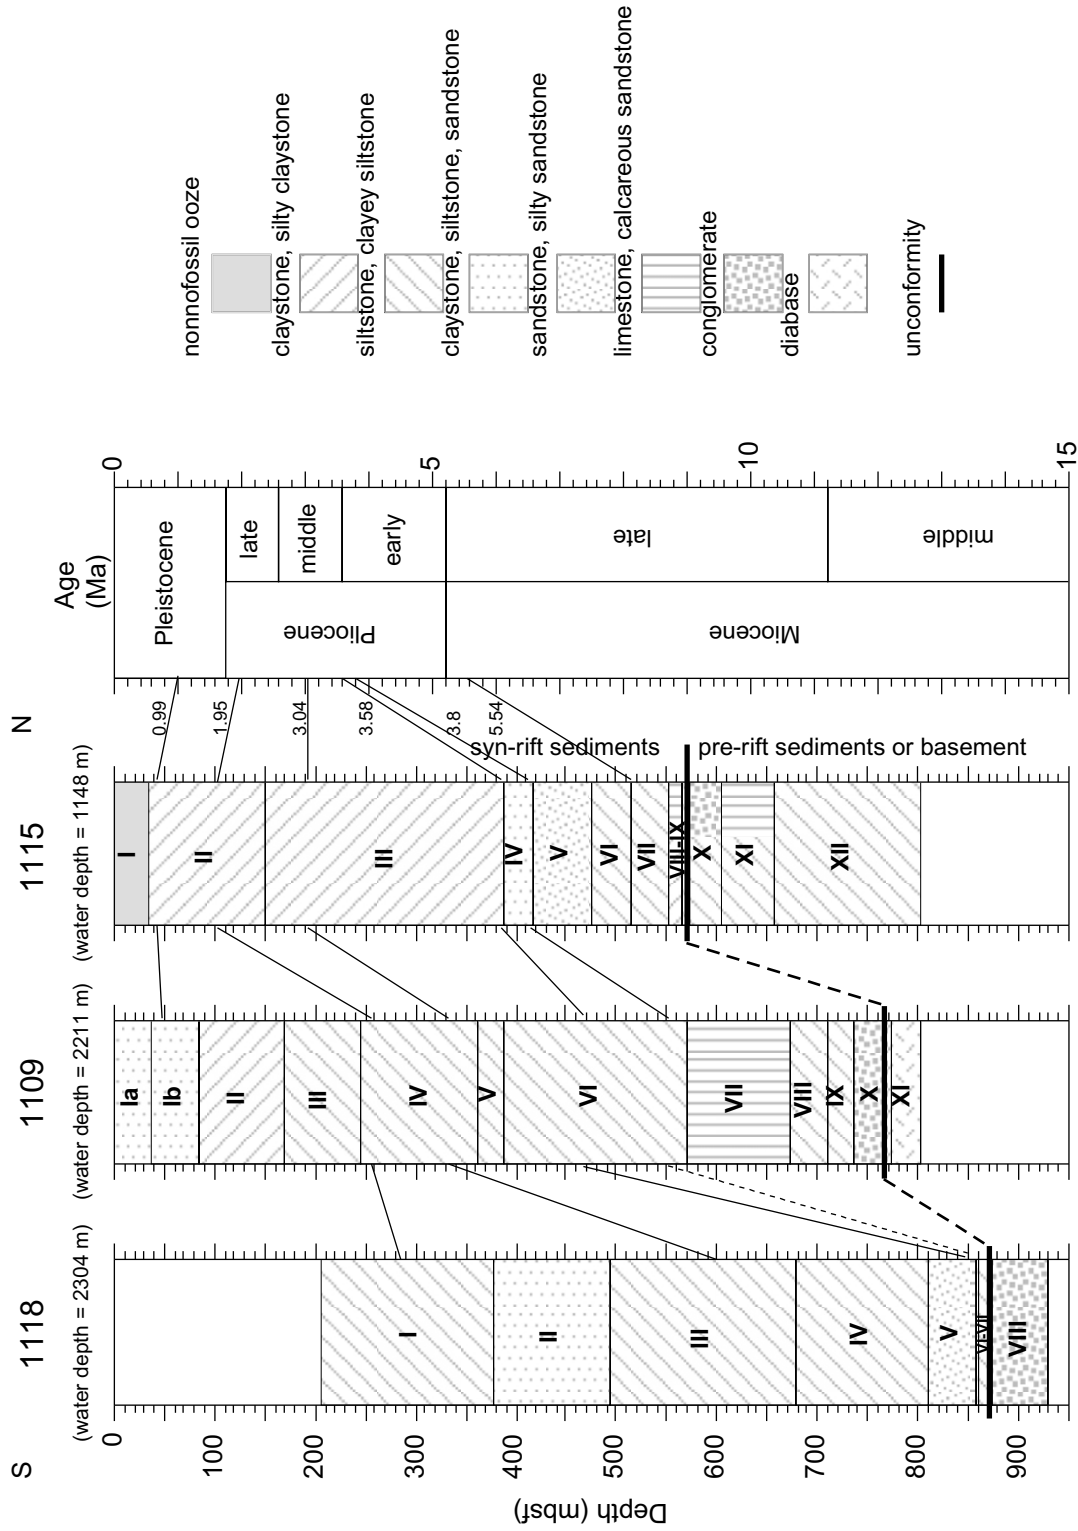 S
N
1118
(water depth = 2304 m)
1109
(water depth = 2211 m)
1115
(water depth = 1148 m)
Age
(Ma)
Depth (mbsf)
0
100
200
300
400
500
600
700
800
900
I
II
III
IV
V
VI-VII
VIII
Ia
Ib
II
III
IV
V
VI
VII
VIII
IX
X
XI
I
II
III
IV
V
VI
VII
VIII-IX
X
XI
XII
0.99
1.95
3.04
3.58
3.8
5.54
syn-rift sediments
pre-rift sediments or basement
Pleistocene
Pliocene
late
middle
early
Miocene
late
middle
0
5
10
15
nonnofossil ooze
claystone, silty claystone
siltstone, clayey siltstone
claystone, siltstone, sandstone
sandstone, silty sandstone
limestone, calcareous sandstone
conglomerate
diabase
unconformity